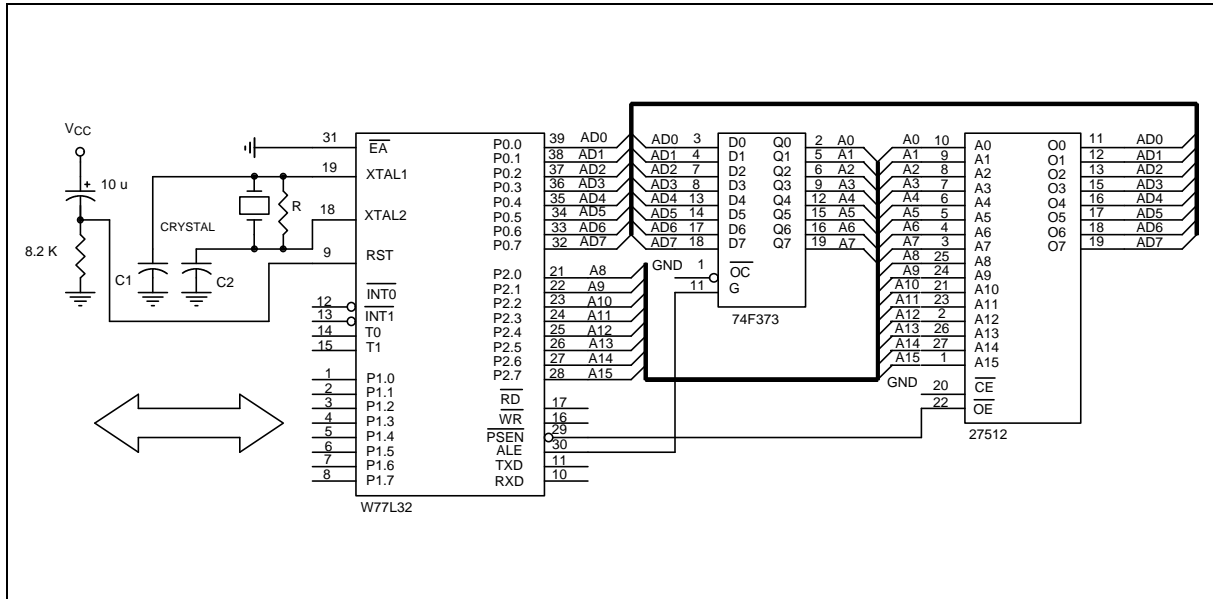 VCC
10 u
8.2 K
C1
C2
CRYSTAL
R
31 EA
19 XTAL1
18 XTAL2
9 RST
12 INT0
13 INT1
14 T0
15 T1
1 P1.0
2 P1.1
3 P1.2
4 P1.3
5 P1.4
6 P1.5
7 P1.6
8 P1.7
P0.0 39 AD0
P0.1 38 AD1
P0.2 37 AD2
P0.3 36 AD3
P0.4 35 AD4
P0.5 34 AD5
P0.6 33 AD6
P0.7 32 AD7
P2.0 21 A8
P2.1 22 A9
P2.2 23 A10
P2.3 24 A11
P2.4 25 A12
P2.5 26 A13
P2.6 27 A14
P2.7 28 A15
RD 17
WR 16
PSEN 29
ALE 30
TXD 11
RXD 10
W77L32
AD0 3 D0 Q0 2 A0
AD1 4 D1 Q1 5 A1
AD2 7 D2 Q2 6 A2
AD3 8 D3 Q3 9 A3
AD4 13 D4 Q4 12 A4
AD5 14 D5 Q5 15 A5
AD6 17 D6 Q6 16 A6
AD7 18 D7 Q7 19 A7
GND 1 OC
11 G
74F373
A0 10 A0 O0 11 AD0
A1 9 A1 O1 12 AD1
A2 8 A2 O2 13 AD2
A3 7 A3 O3 15 AD3
A4 6 A4 O4 16 AD4
A5 5 A5 O5 17 AD5
A6 4 A6 O6 18 AD6
A7 3 A7 O7 19 AD7
A8 25 A8
A9 24 A9
A10 21 A10
A11 23 A11
A12 2 A12
A13 26 A13
A14 27 A14
A15 1 A15
GND 20 CE
22 OE
27512